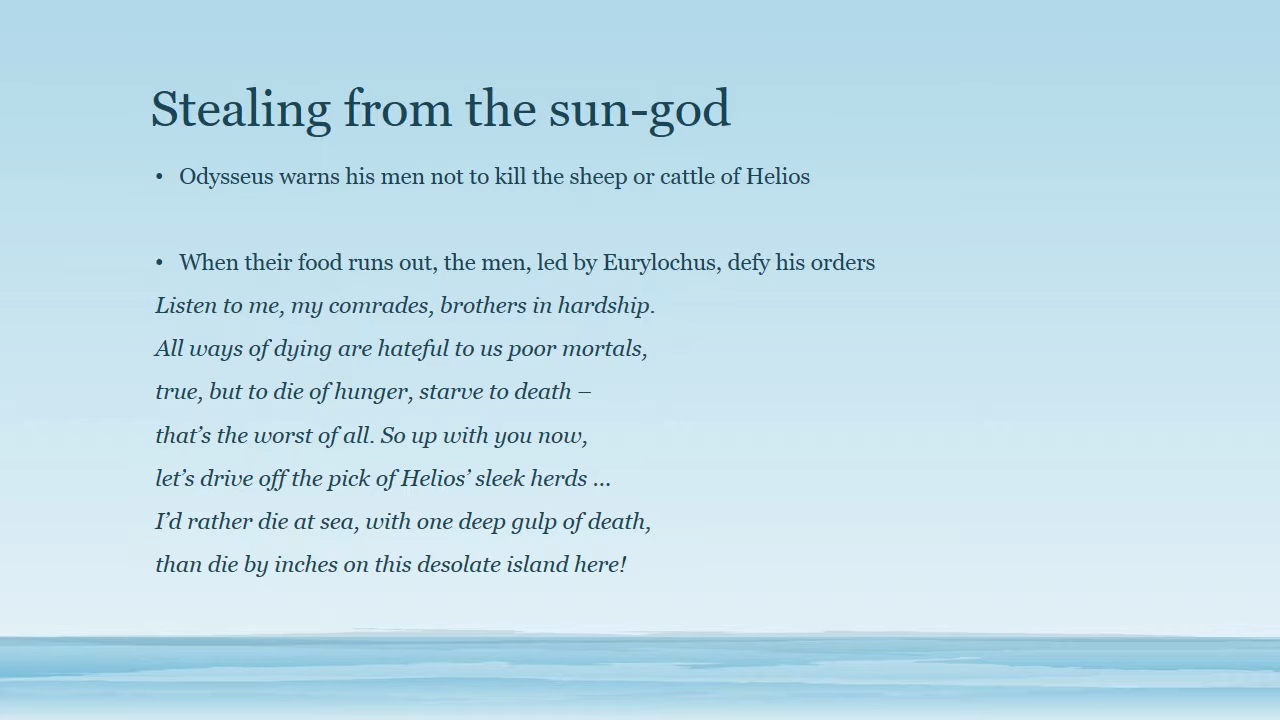 Stealing from the sun-god
• Odysseus warns his men not to kill the sheep or cattle of Helios
• When their food runs out, the men, led by Eurylochus, defy his orders
Listen to me, my comrades, brothers in hardship.
All ways of dying are hateful to us poor mortals,
true, but to die of hunger, starve to death –
that’s the worst of all. So up with you now,
let’s drive off the pick of Helios’ sleek herds …
I’d rather die at sea, with one deep gulp of death,
than die by inches on this desolate island here!